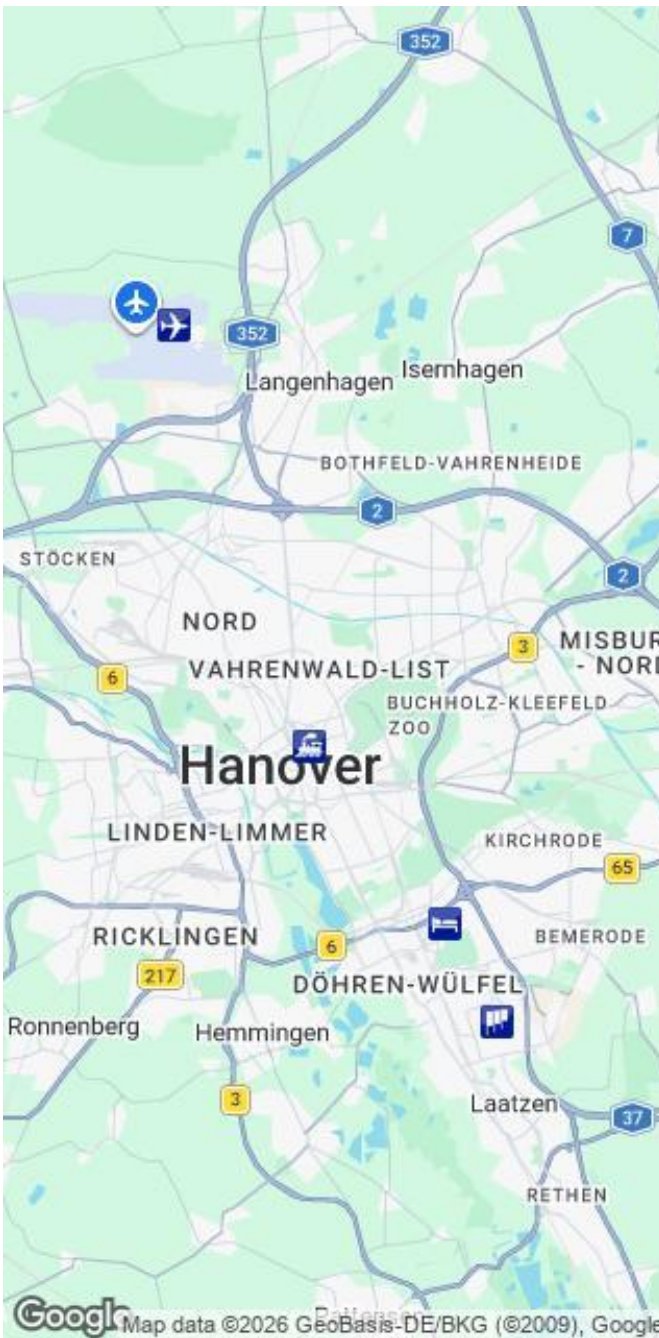 352
7
352
Langenhagen
Isernhagen
BOTHFELD-VAHRENHEIDE
2
STÖCKEN
2
NORD
3
MISBUR
- NORD
VAHRENWALD-LIST
6
BUCHHOLZ-KLEEFELD
ZOO
Hanover
LINDEN-LIMMER
KIRCHRODE
65
RICKLINGEN
6
BEMERODE
217
DÖHREN-WÜLFEL
Ronnenberg
Hemmingen
3
Laatzen
37
RETHEN
Google
Map data ©2026 GeoBasis-DE/BKG (©2009), Google